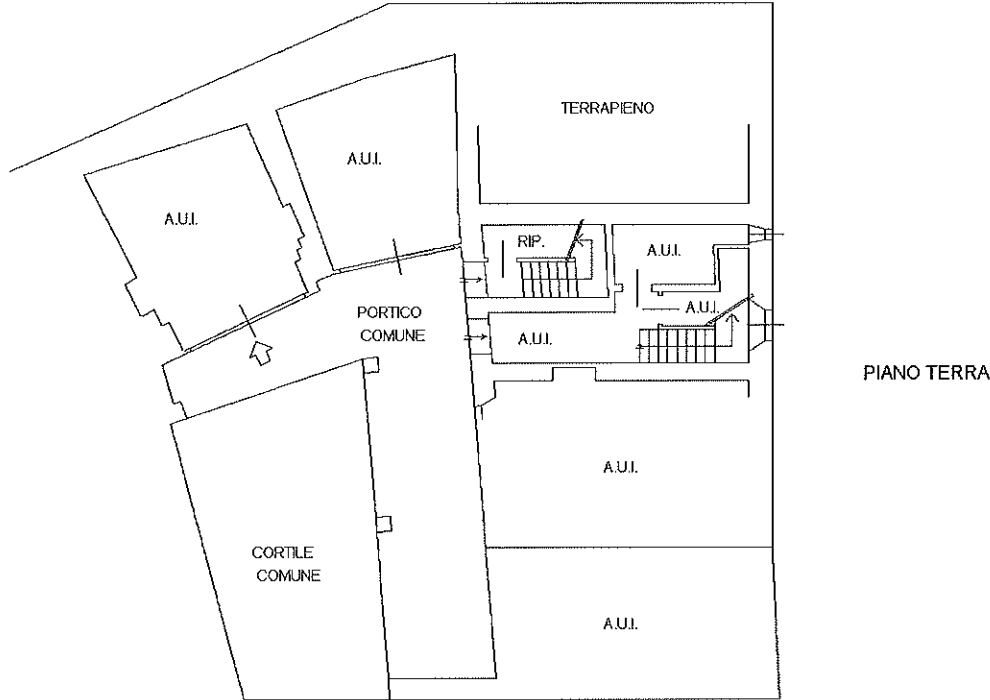 TERRAPIENO
A.U.I.
A.U.I.
RIP.
A.U.I.
A.U.I.
PORTICO
COMUNE
A.U.I.
PIANO TERRA
A.U.I.
CORTILE
COMUNE
A.U.I.